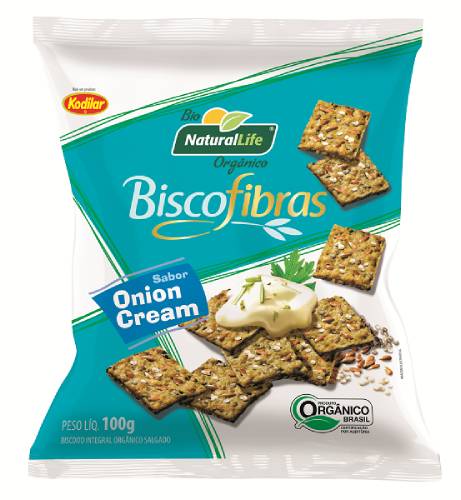 Kodilar
Bio
NaturalLife®
Orgânico
Biscofibras
Sabor
Onion
Cream
PRODUTO
ORGÂNICO
BRASIL
PESO LÍQ. 100g
BISCOITO INTEGRAL ORGÂNICO SALGADO